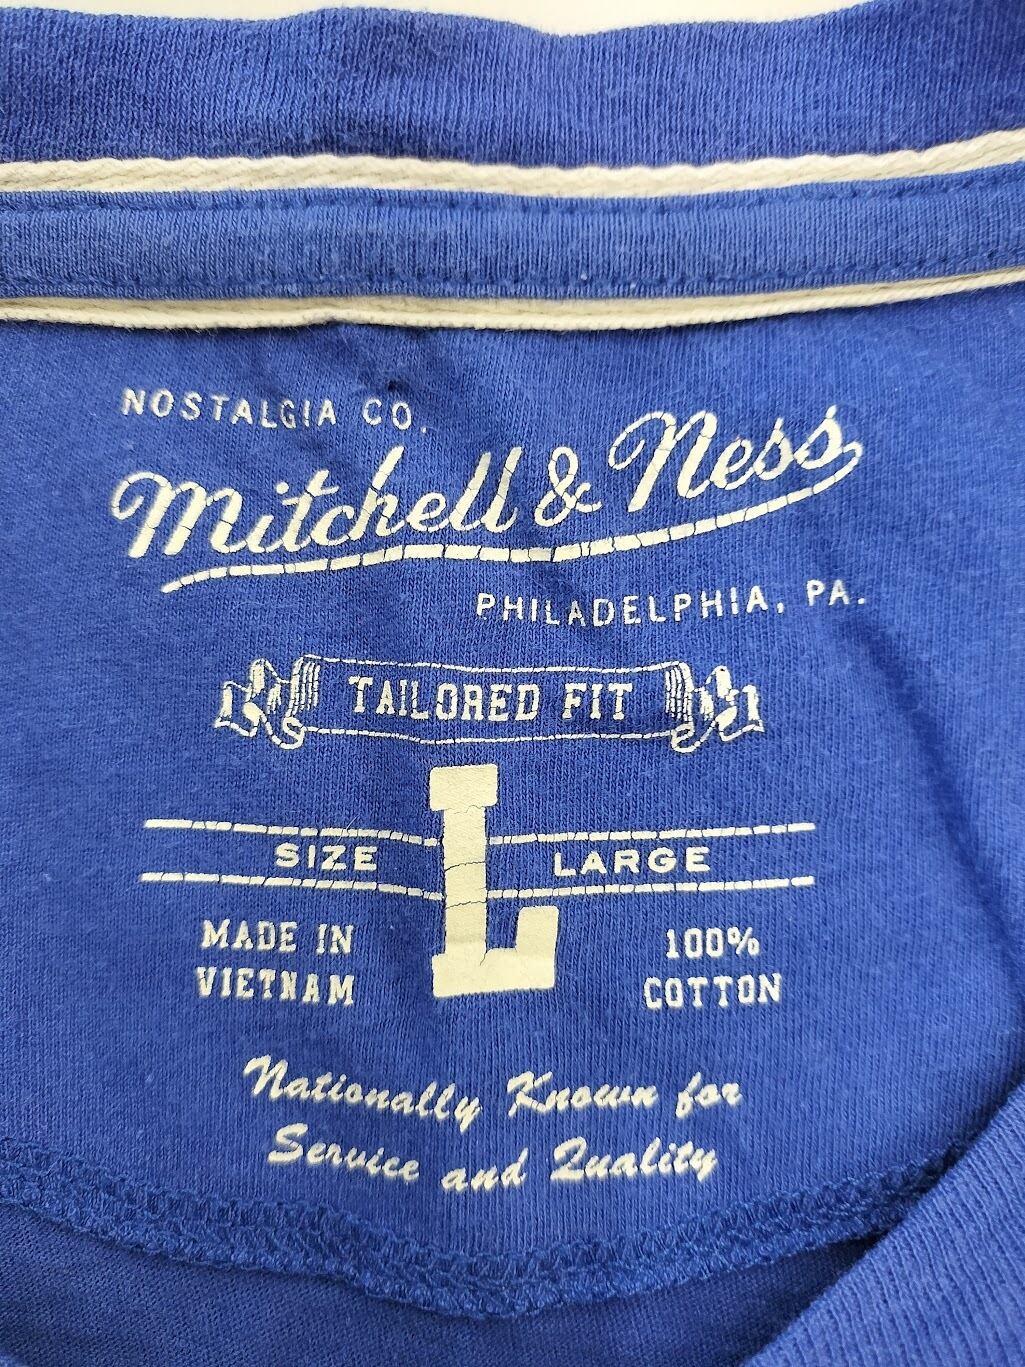 NOSTALGIA CO.
Mitchell & Ness
PHILADELPHIA, PA.
TAILORED FIT
L
SIZE LARGE
MADE IN
VIETNAM
100%
COTTON
Nationally Known for
Service and Quality